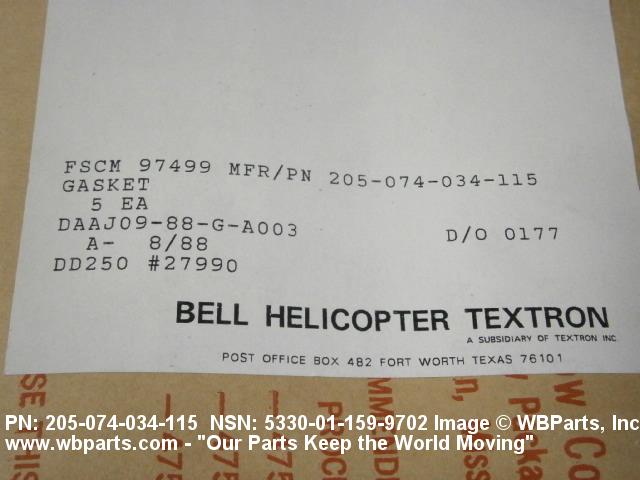 FSCM 97499 MFR/PN 205-074-034-115
GASKET
5 EA
DAAJ09-88-G-A003 D/O 0177
A- 8/88
DD250 #27990
BELL HELICOPTER TEXTRON
A SUBSIDIARY OF TEXTRON INC.
POST OFFICE BOX 482 FORT WORTH TEXAS 76101
PN: 205-074-034-115 NSN: 5330-01-159-9702 Image © WBParts, Inc
www.wbparts.com - "Our Parts Keep the World Moving"